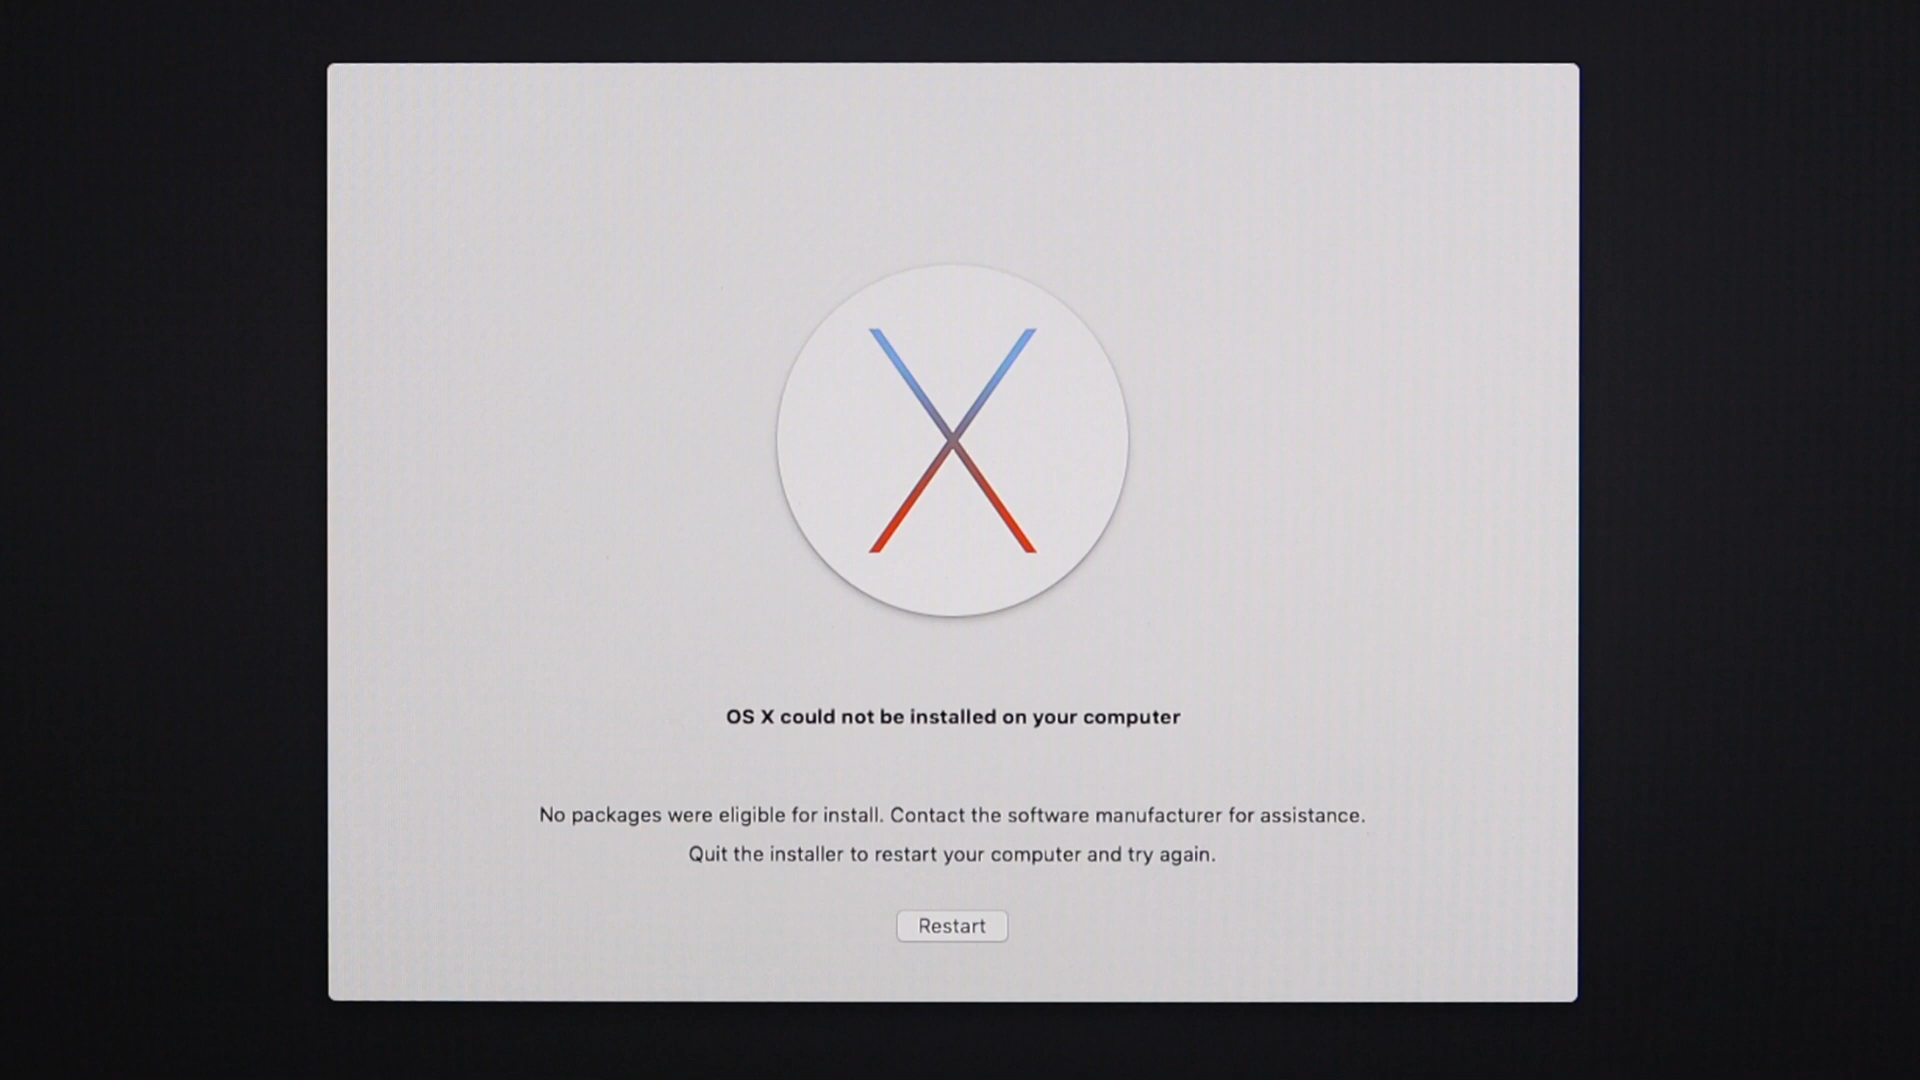 OS X could not be installed on your computer
No packages were eligible for install. Contact the software manufacturer for assistance.
Quit the installer to restart your computer and try again.
Restart